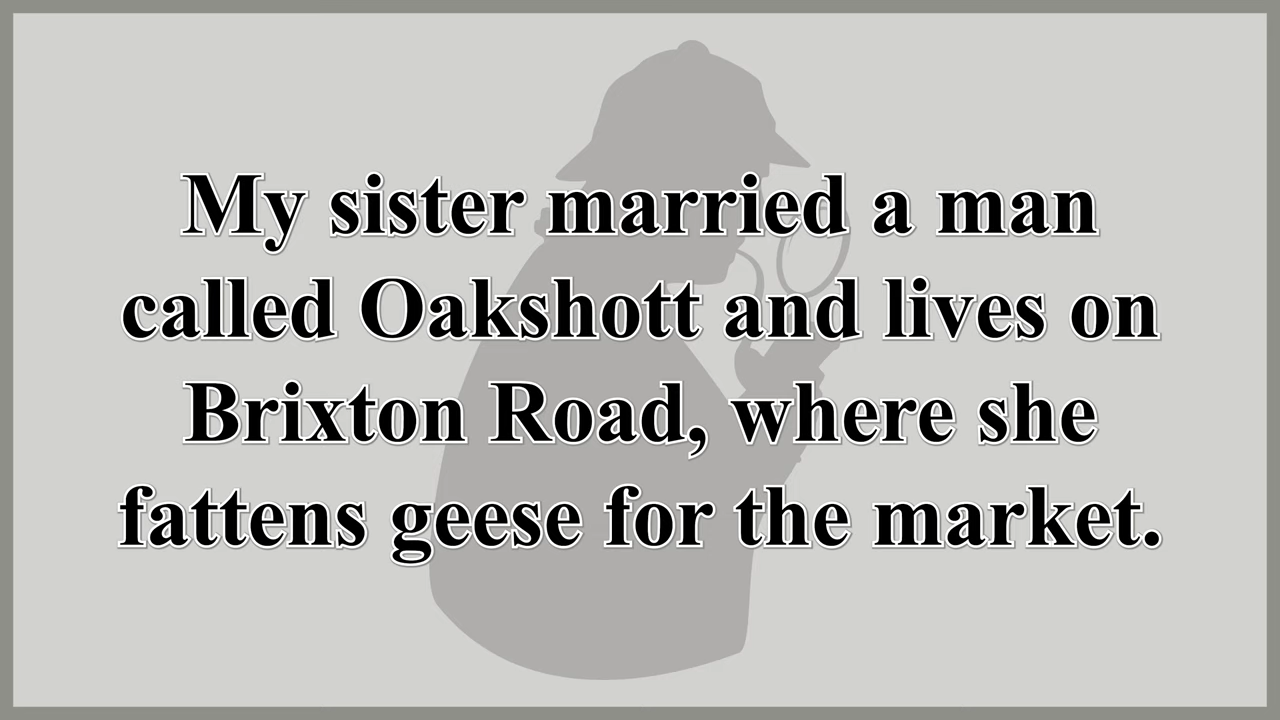 My sister married a man
called Oakshott and lives on
Brixton Road, where she
fattens geese for the market.